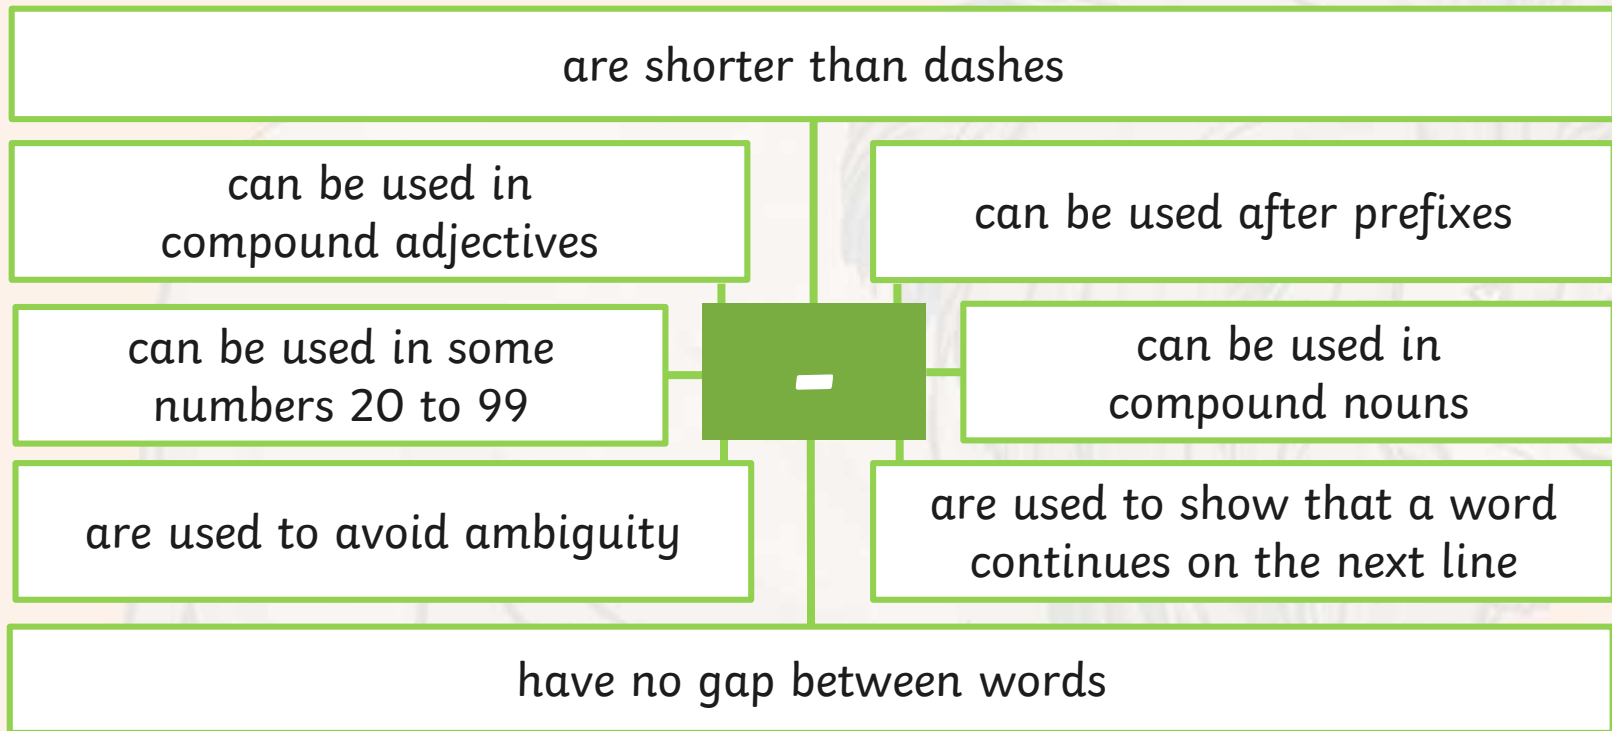 are shorter than dashes
can be used in
compound adjectives
can be used after prefixes
can be used in some
numbers 20 to 99
-
can be used in
compound nouns
are used to avoid ambiguity
are used to show that a word
continues on the next line
have no gap between words